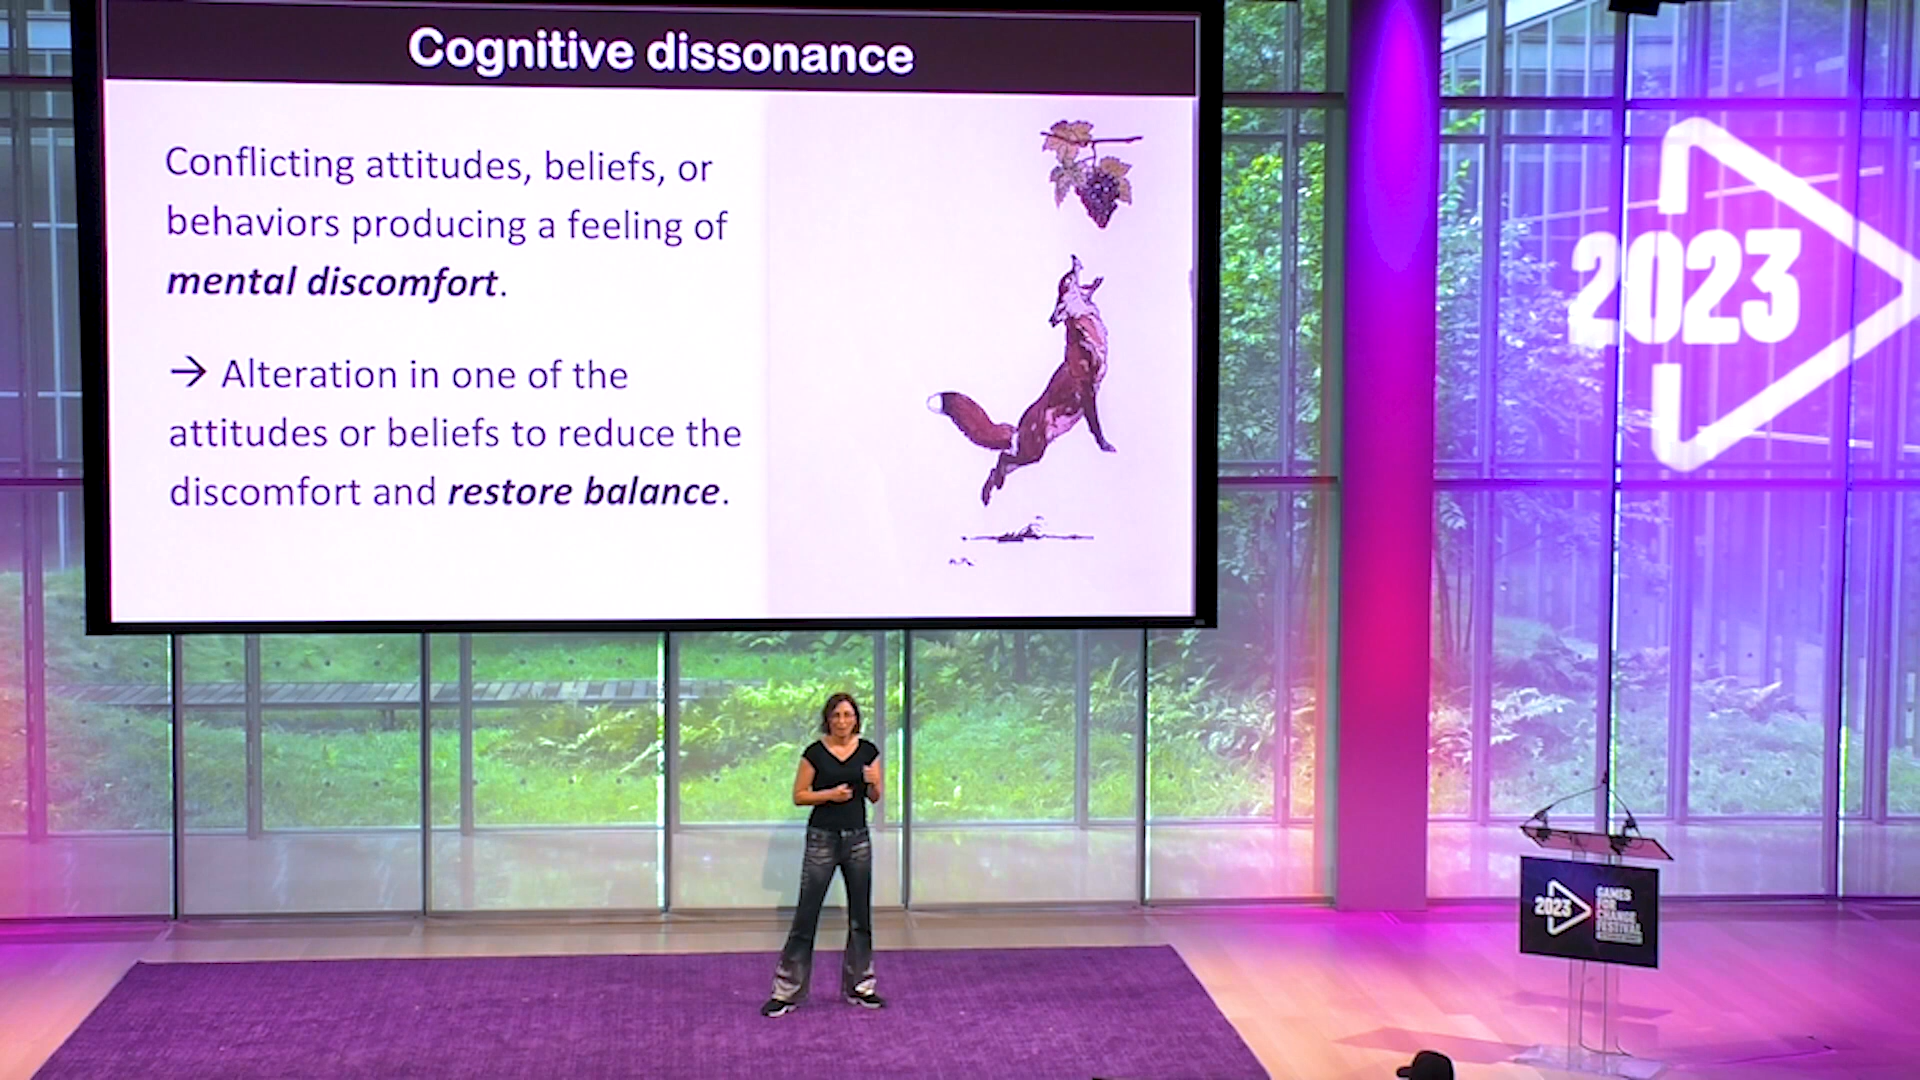 Cognitive dissonance
Conflicting attitudes, beliefs, or
behaviors producing a feeling of
mental discomfort.
→ Alteration in one of the
attitudes or beliefs to reduce the
discomfort and restore balance.
2023
2023
GAMES
FOR
CHANGE
FESTIVAL